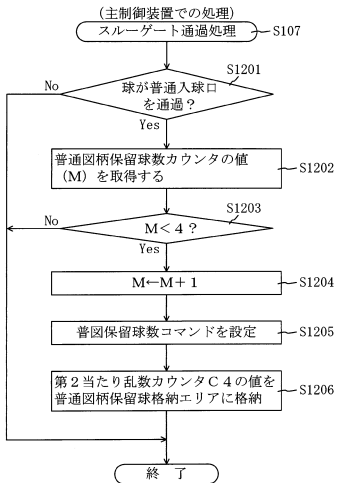 (主制御装置での処理)
スルーゲート通過処理
S107
S1201
No
球が普通入球口
を通過?
Yes
普通図柄保留球数カウンタの値
(M)を取得する
S1202
S1203
No
M<4?
Yes
M←M+1
S1204
普図保留球数コマンドを設定
S1205
第2当たり乱数カウンタC4の値を
普通図柄保留球格納エリアに格納
S1206
終 了